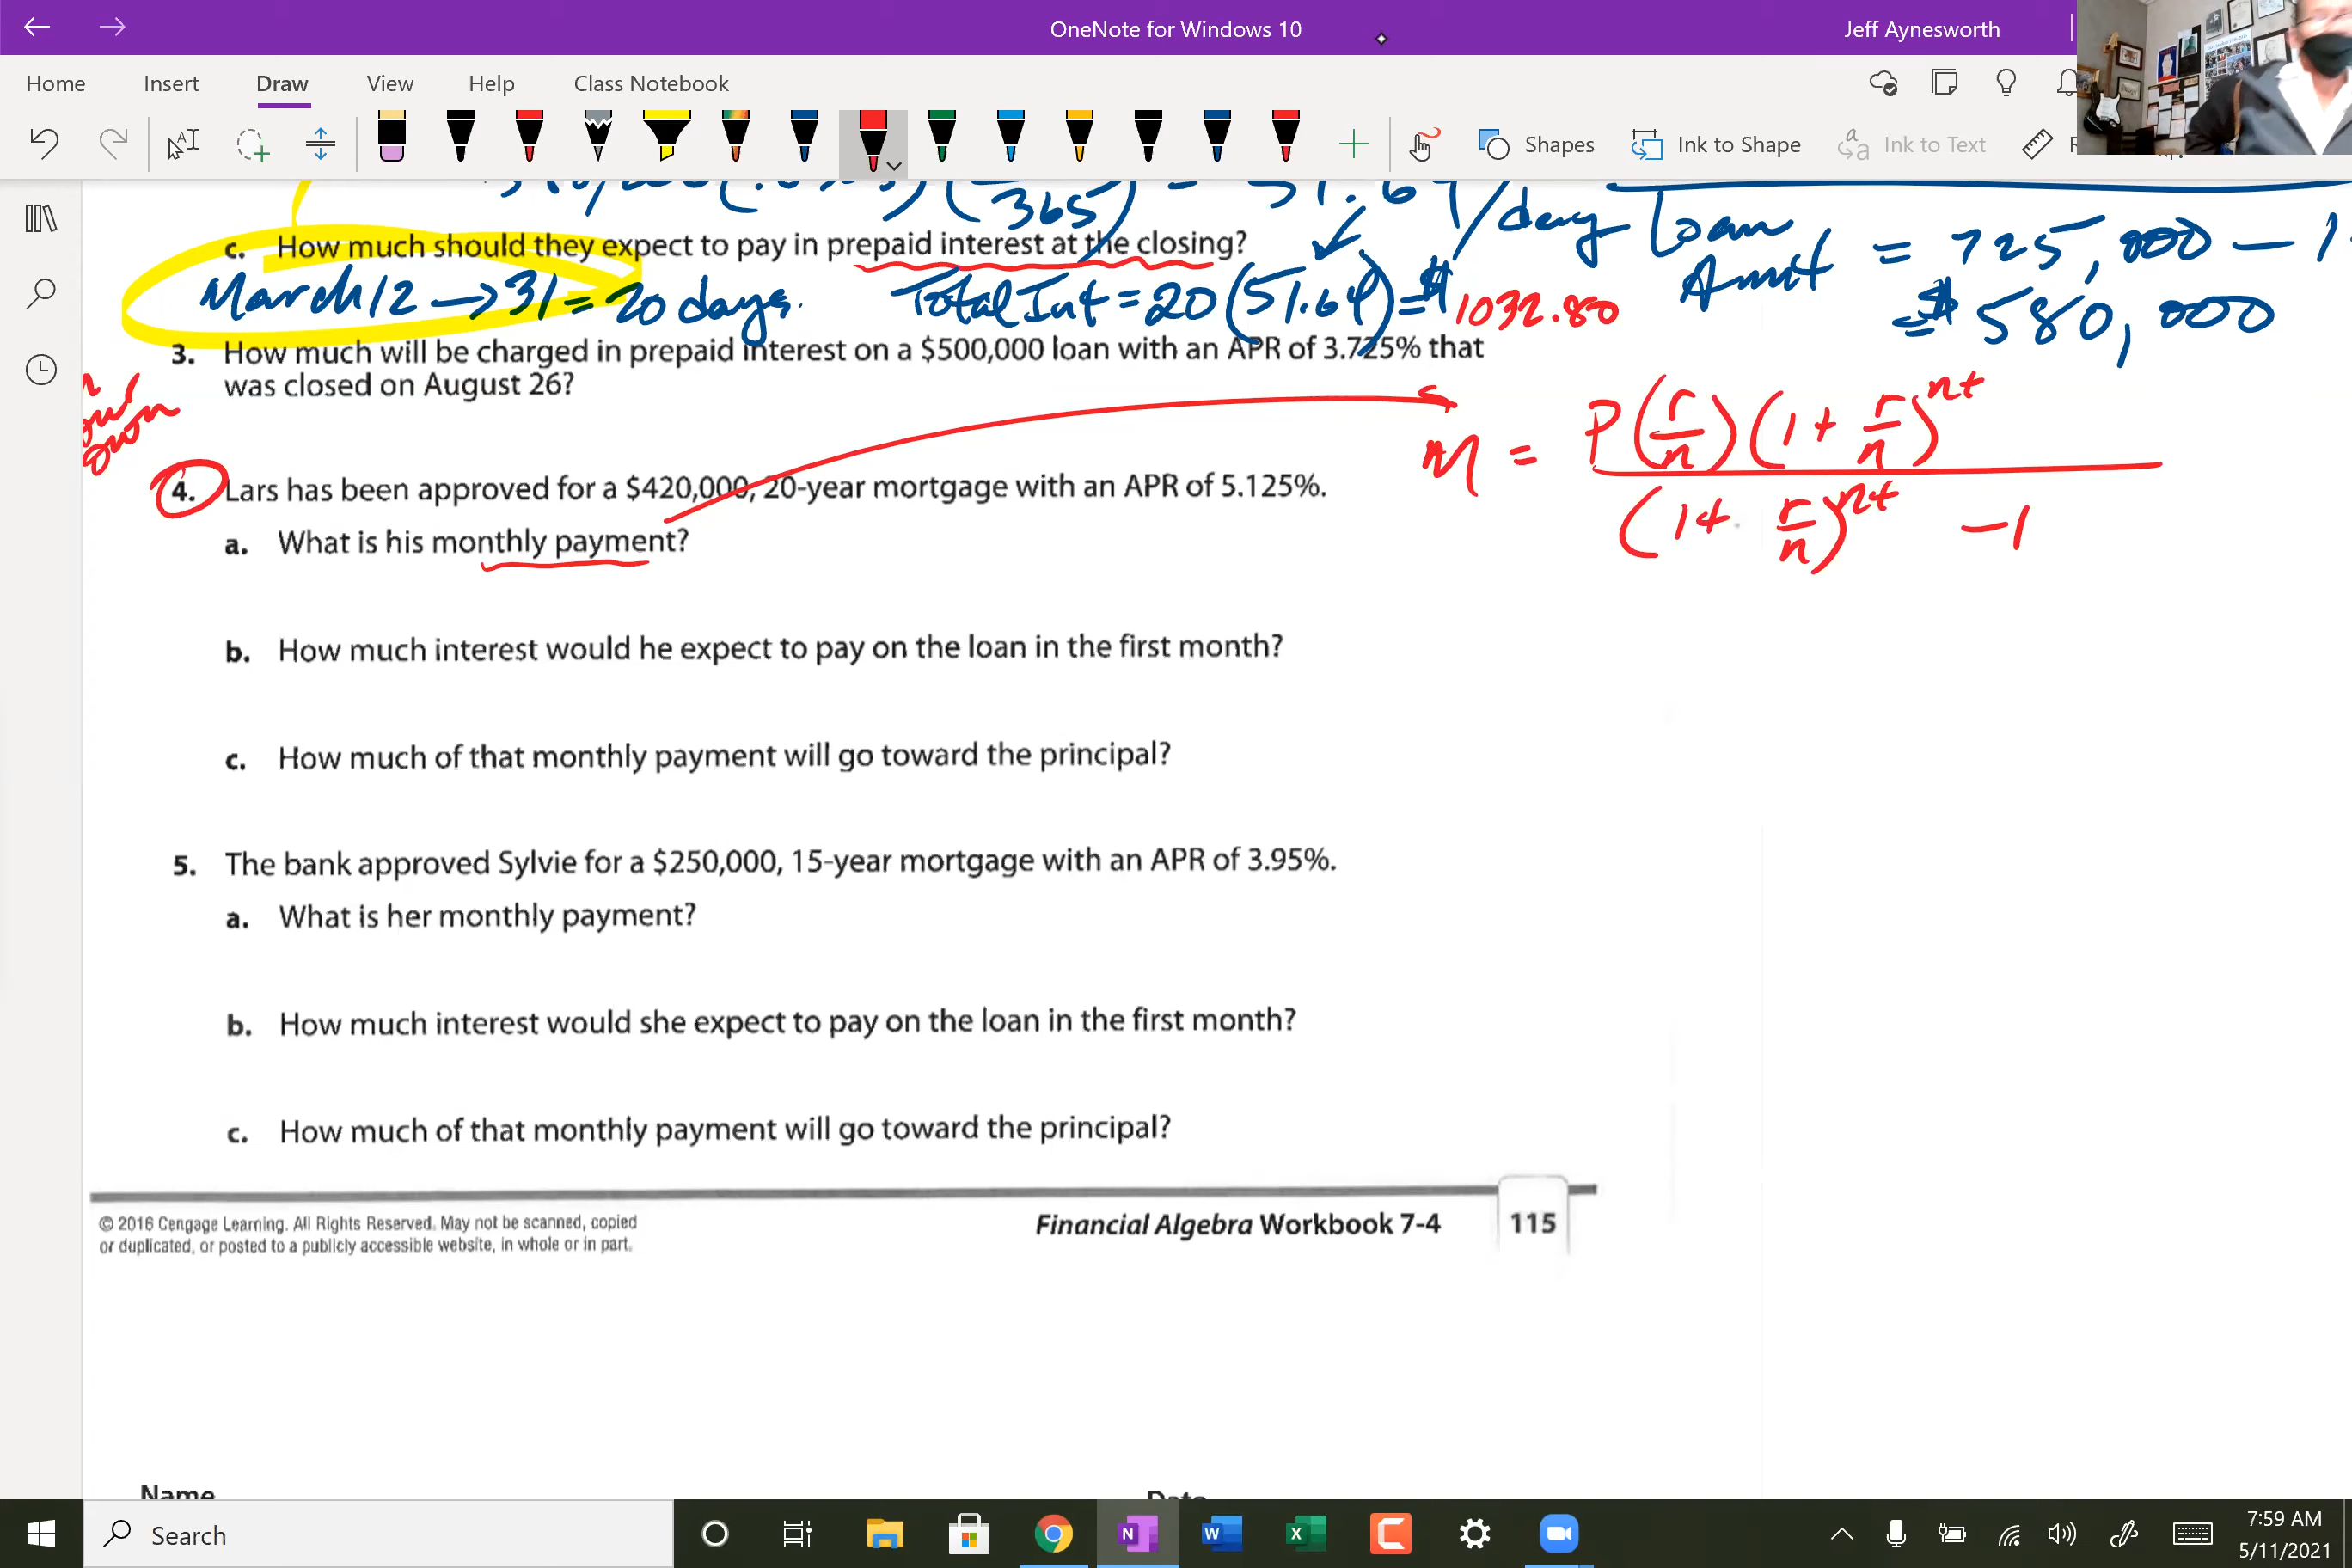 OneNote for Windows 10
Jeff Aynesworth
Home Insert Draw View Help Class Notebook
Shapes Ink to Shape Ink to Text
365 /day Loan
c. How much should they expect to pay in prepaid interest at the closing?
Amt = 725,000 –
March 12 → 31 = 20 days. Total Int = 20(51.64) = $1032.80
= $580,000
3. How much will be charged in prepaid interest on a $500,000 loan with an APR of 3.725% that
was closed on August 26?
own
M = P(r/n)(1 + r/n)^nt
(1 + r/n)^nt – 1
4. Lars has been approved for a $420,000, 20-year mortgage with an APR of 5.125%.
a. What is his monthly payment?
b. How much interest would he expect to pay on the loan in the first month?
c. How much of that monthly payment will go toward the principal?
5. The bank approved Sylvie for a $250,000, 15-year mortgage with an APR of 3.95%.
a. What is her monthly payment?
b. How much interest would she expect to pay on the loan in the first month?
c. How much of that monthly payment will go toward the principal?
© 2016 Cengage Learning. All Rights Reserved. May not be scanned, copied
or duplicated, or posted to a publicly accessible website, in whole or in part.
Financial Algebra Workbook 7-4 115
Name Date
Search
7:59 AM
5/11/2021